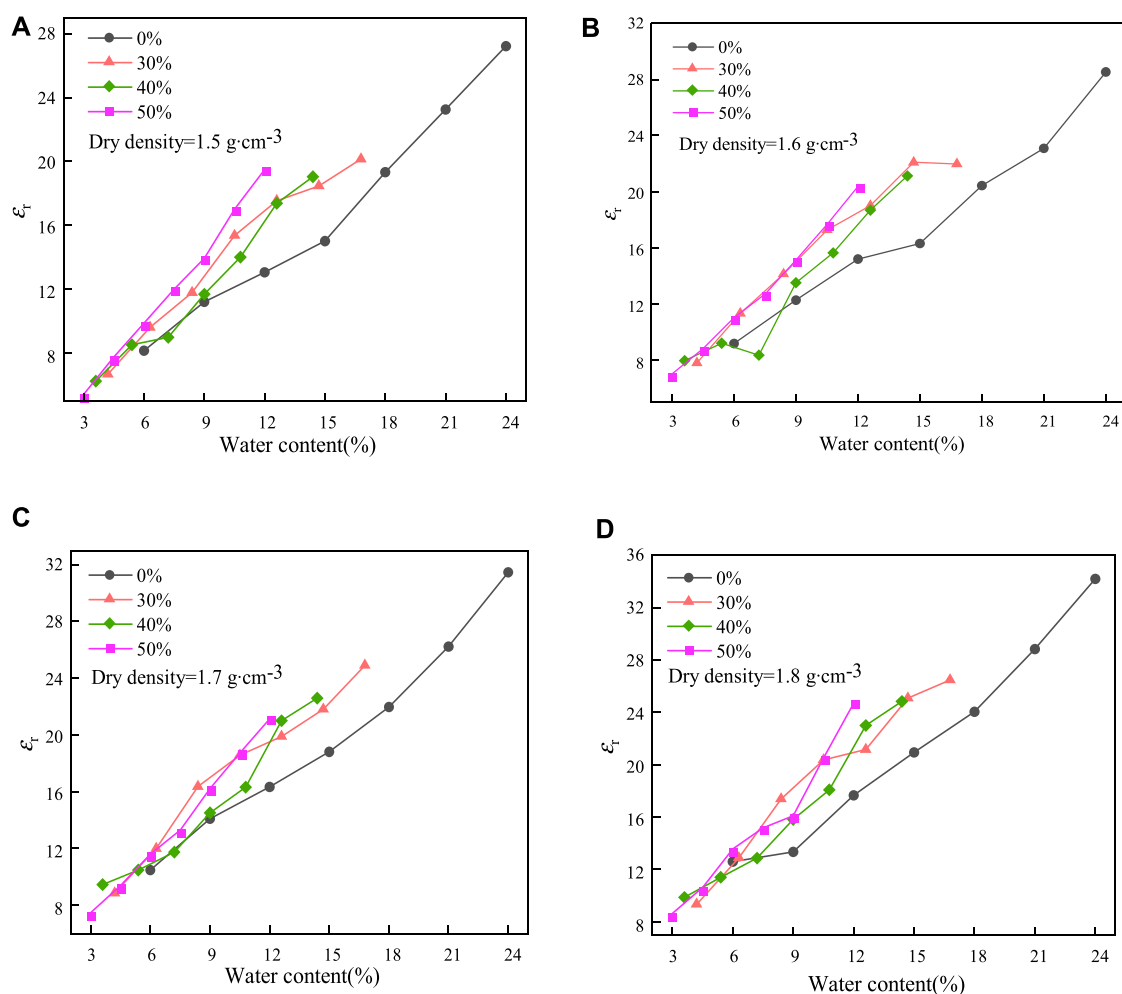 A
28
24
20
16
12
8
εr
0%
30%
40%
50%
Dry density=1.5 g·cm-3
3 6 9 12 15 18 21 24
Water content(%)
B
32
28
24
20
16
12
8
εr
0%
30%
40%
50%
Dry density=1.6 g·cm-3
3 6 9 12 15 18 21 24
Water content(%)
C
32
28
24
20
16
12
8
εr
0%
30%
40%
50%
Dry density=1.7 g·cm-3
3 6 9 12 15 18 21 24
Water content(%)
D
36
32
28
24
20
16
12
8
εr
0%
30%
40%
50%
Dry density=1.8 g·cm-3
3 6 9 12 15 18 21 24
Water content(%)